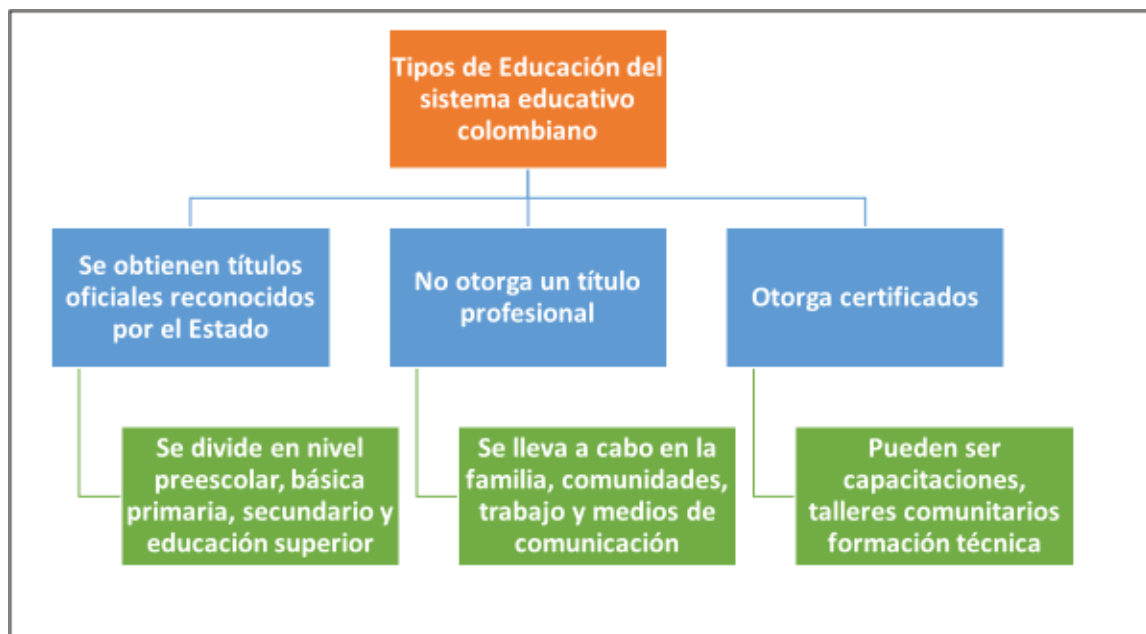 Tipos de Educación del
sistema educativo
colombiano
Se obtienen títulos
oficiales reconocidos
por el Estado
No otorga un título
profesional
Otorga certificados
Se divide en nivel
preescolar, básica
primaria, secundario y
educación superior
Se lleva a cabo en la
familia, comunidades,
trabajo y medios de
comunicación
Pueden ser
capacitaciones,
talleres comunitarios
formación técnica